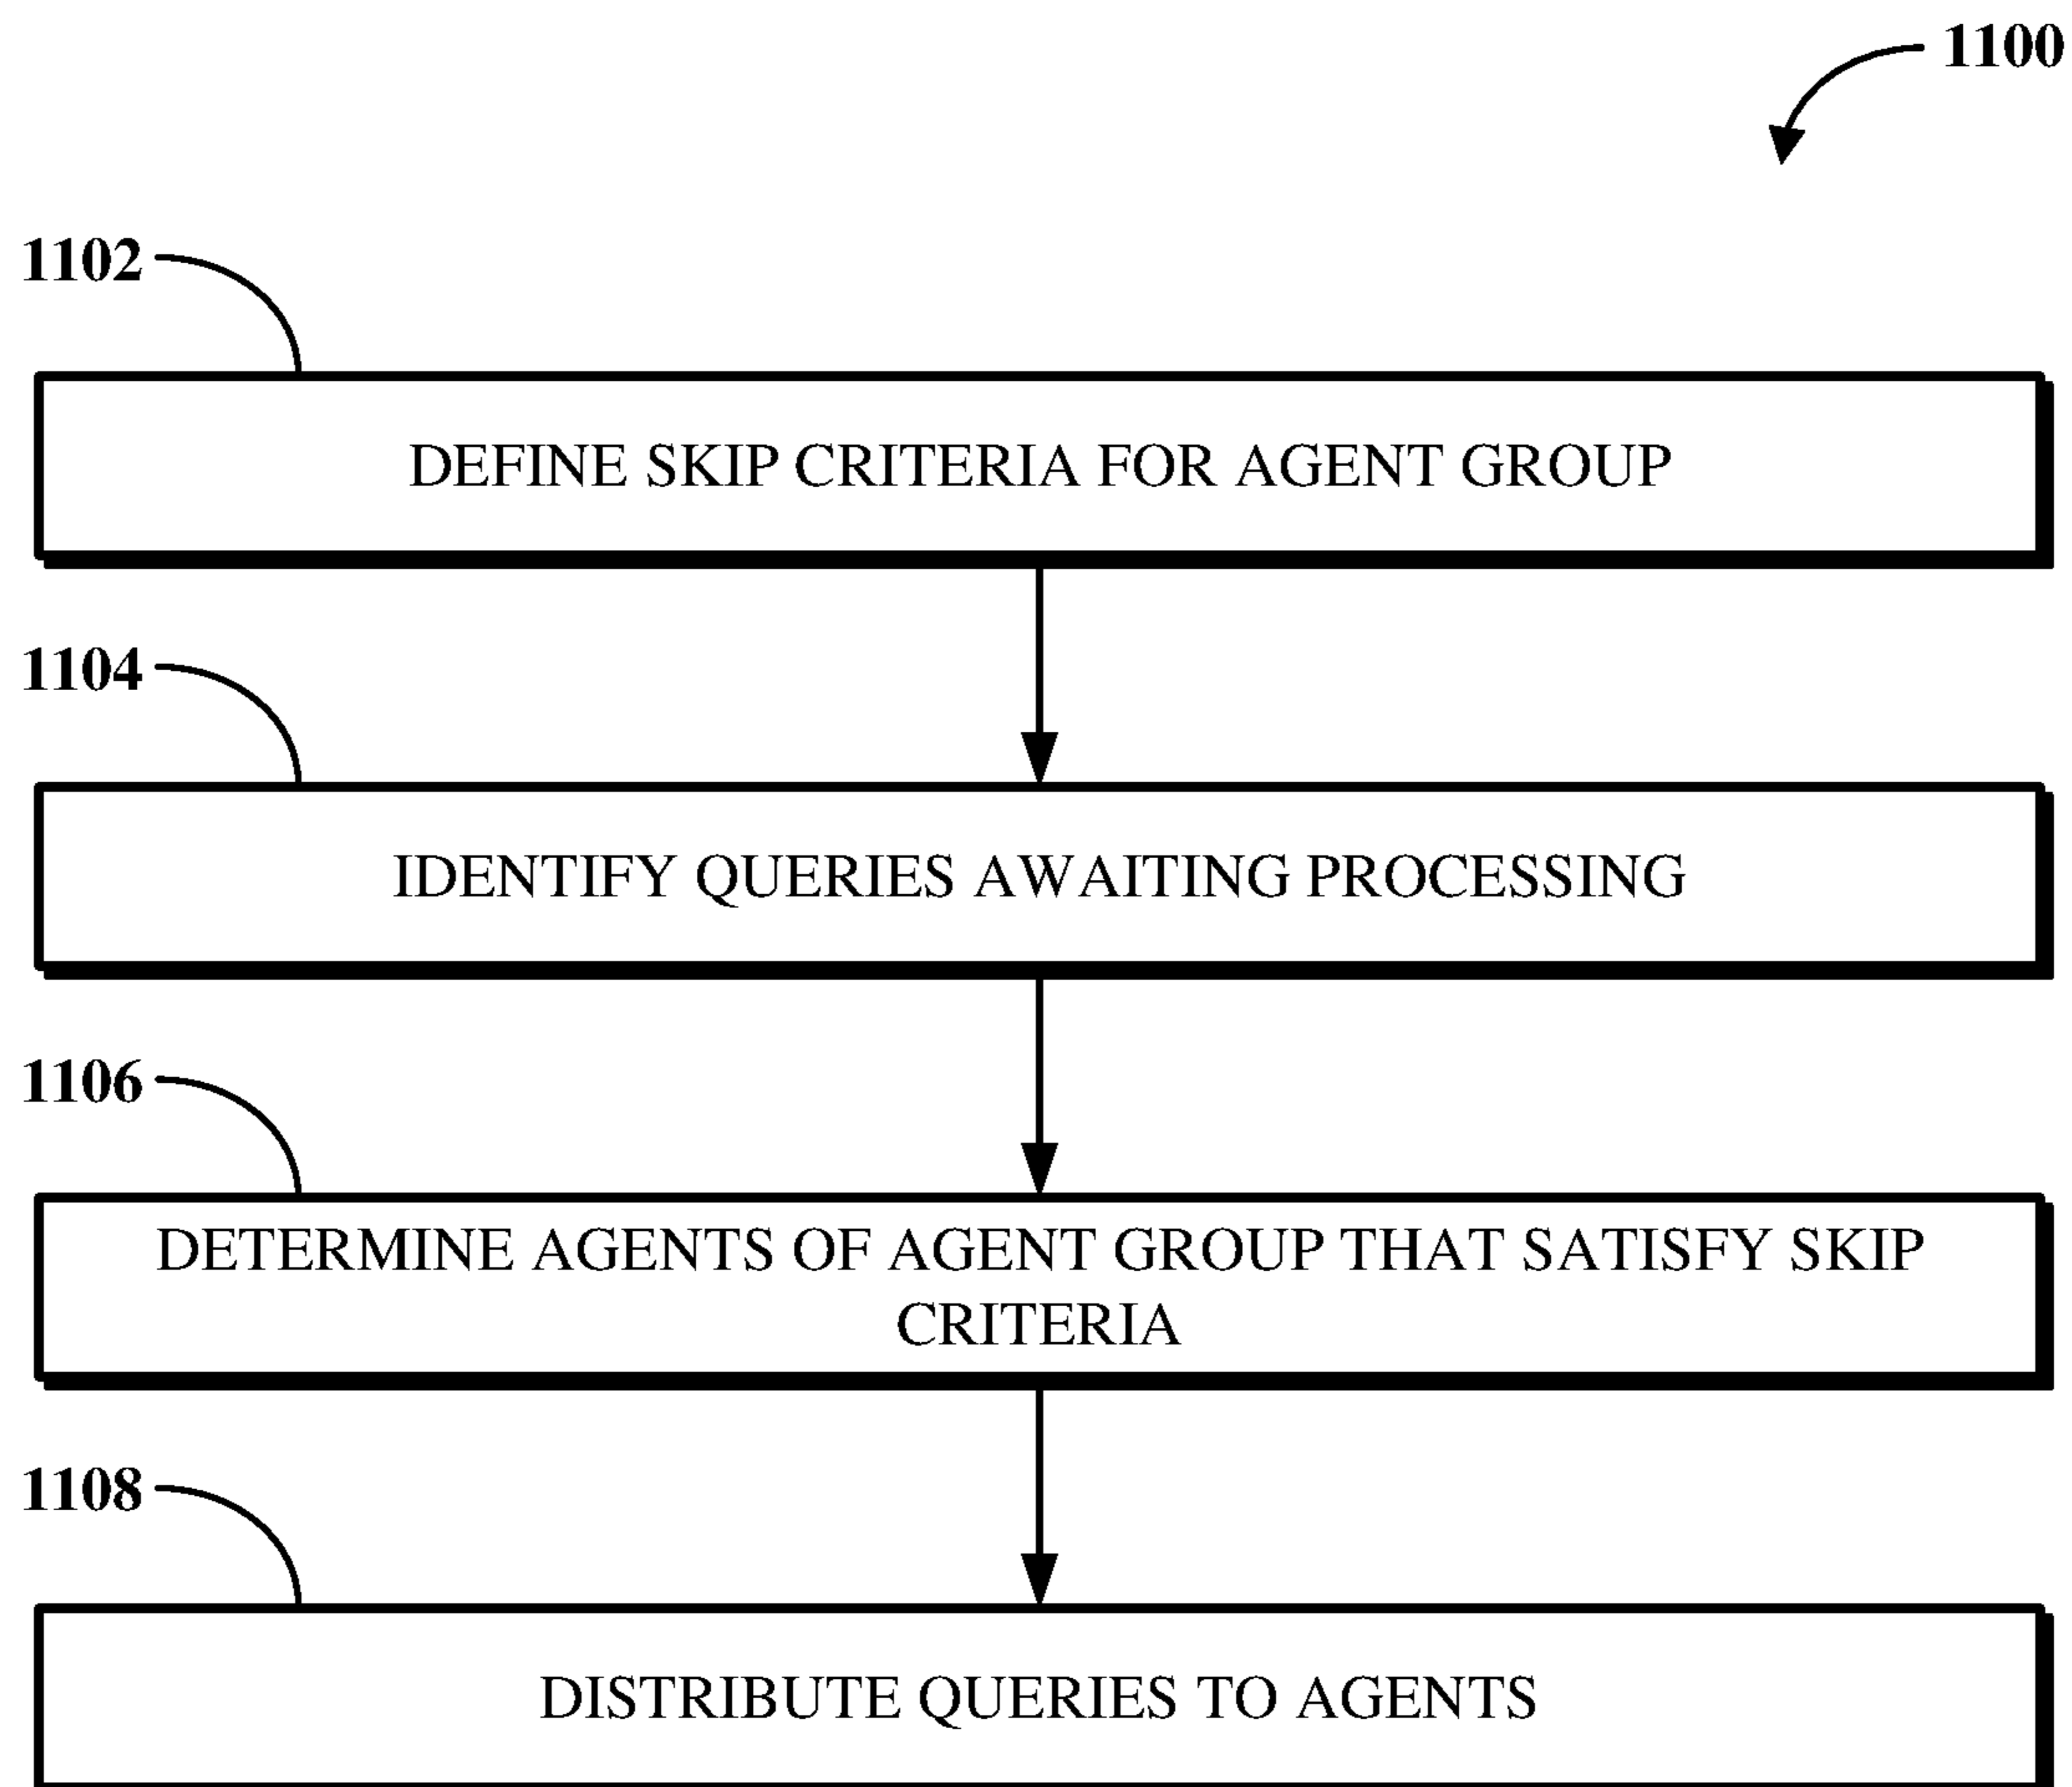 1100
1102
DEFINE SKIP CRITERIA FOR AGENT GROUP
1104
IDENTIFY QUERIES AWAITING PROCESSING
1106
DETERMINE AGENTS OF AGENT GROUP THAT SATISFY SKIP
CRITERIA
1108
DISTRIBUTE QUERIES TO AGENTS